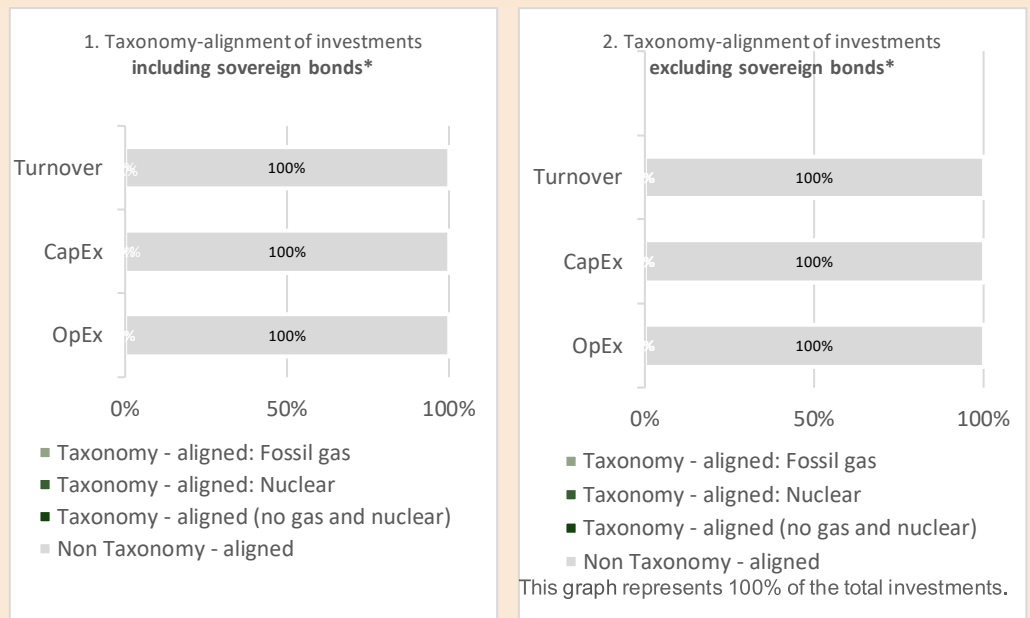 1. Taxonomy-alignment of investments
including sovereign bonds*
Turnover
100%
CapEx
100%
OpEx
100%
0% 50% 100%
Taxonomy - aligned: Fossil gas
Taxonomy - aligned: Nuclear
Taxonomy - aligned (no gas and nuclear)
Non Taxonomy - aligned
2. Taxonomy-alignment of investments
excluding sovereign bonds*
Turnover
100%
CapEx
100%
OpEx
100%
0% 50% 100%
Taxonomy - aligned: Fossil gas
Taxonomy - aligned: Nuclear
Taxonomy - aligned (no gas and nuclear)
Non Taxonomy - aligned
This graph represents 100% of the total investments.